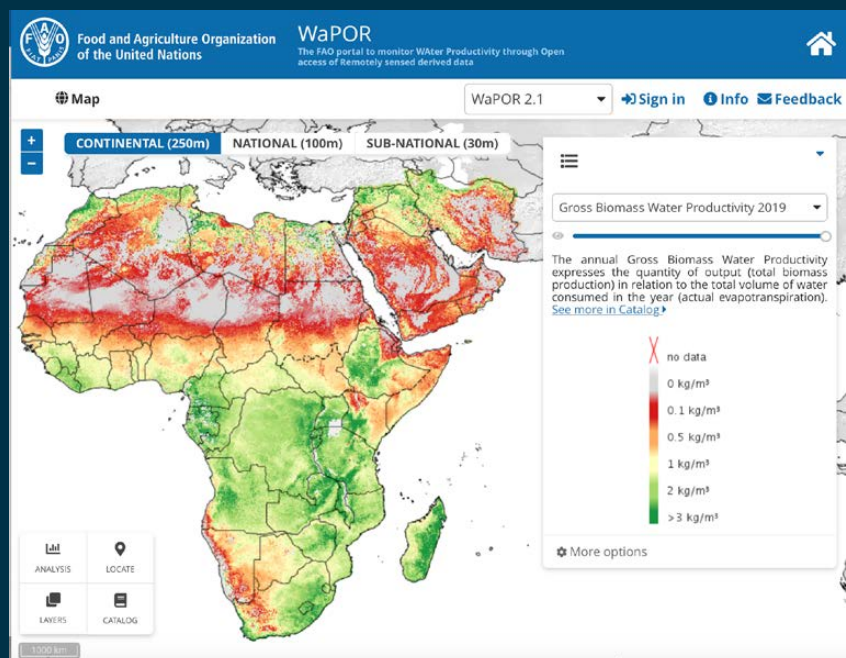 Food and Agriculture Organization
of the United Nations
WaPOR
The FAO portal to monitor WAter Productivity through Open
access of Remotely sensed derived data
Map
WaPOR 2.1
Sign in
Info
Feedback
+
−
CONTINENTAL (250m)
NATIONAL (100m)
SUB-NATIONAL (30m)
Gross Biomass Water Productivity 2019
The annual Gross Biomass Water Productivity
expresses the quantity of output (total biomass
production) in relation to the total volume of water
consumed in the year (actual evapotranspiration).
See more in Catalog
no data
0 kg/m³
0.1 kg/m³
0.5 kg/m³
1 kg/m³
2 kg/m³
>3 kg/m³
More options
ANALYSIS
LOCATE
LAYERS
CATALOG
1000 km